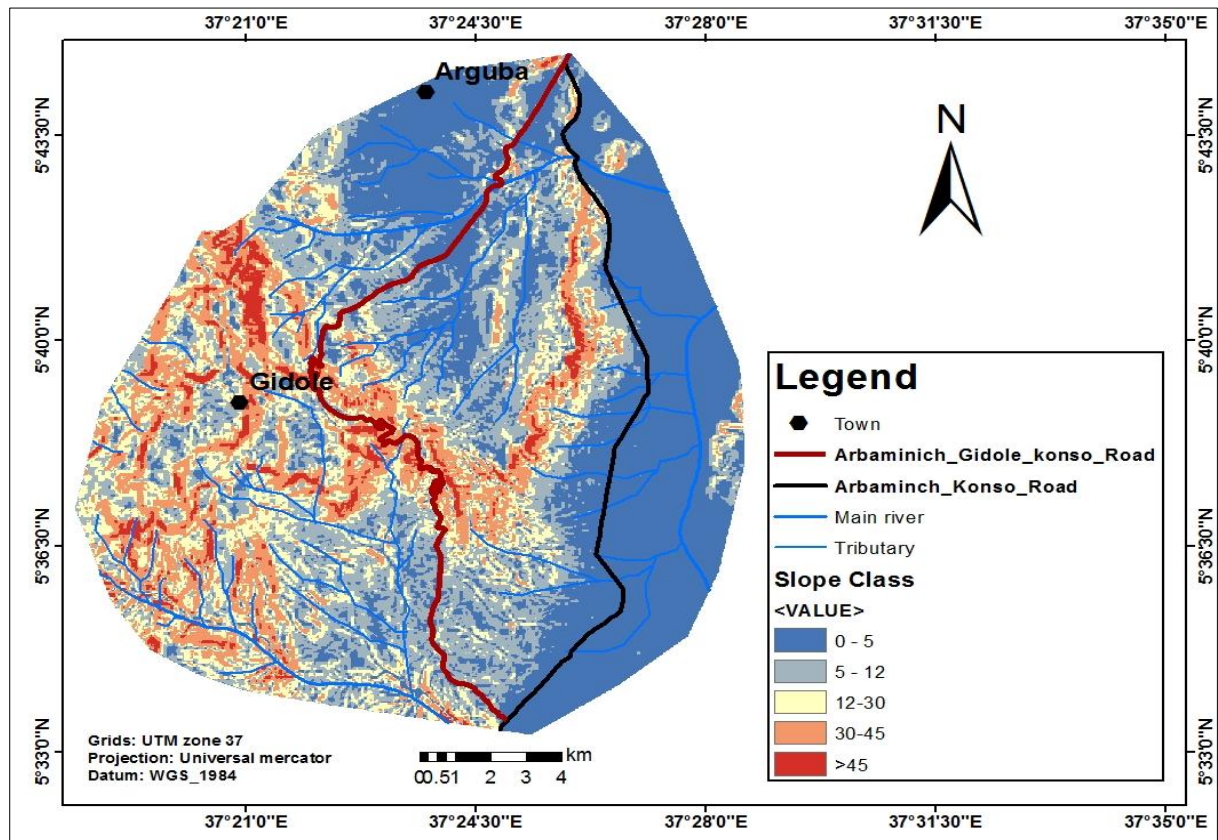 37°21'0"E 37°24'30"E 37°28'0"E 37°31'30"E 37°35'0"E
5°43'30"N
5°40'0"N
5°36'30"N
5°33'0"N
Arguba
Gidole
N
Legend
Town
Arbaminich_Gidole_konso_Road
Arbaminch_Konso_Road
Main river
Tributary
Slope Class
<VALUE>
0 - 5
5 - 12
12-30
30-45
>45
Grids: UTM zone 37
Projection: Universal mercator
Datum: WGS_1984
km
00.51 2 3 4
5°43'30"N
5°40'0"N
5°36'30"N
5°33'0"N
37°21'0"E 37°24'30"E 37°28'0"E 37°31'30"E 37°35'0"E